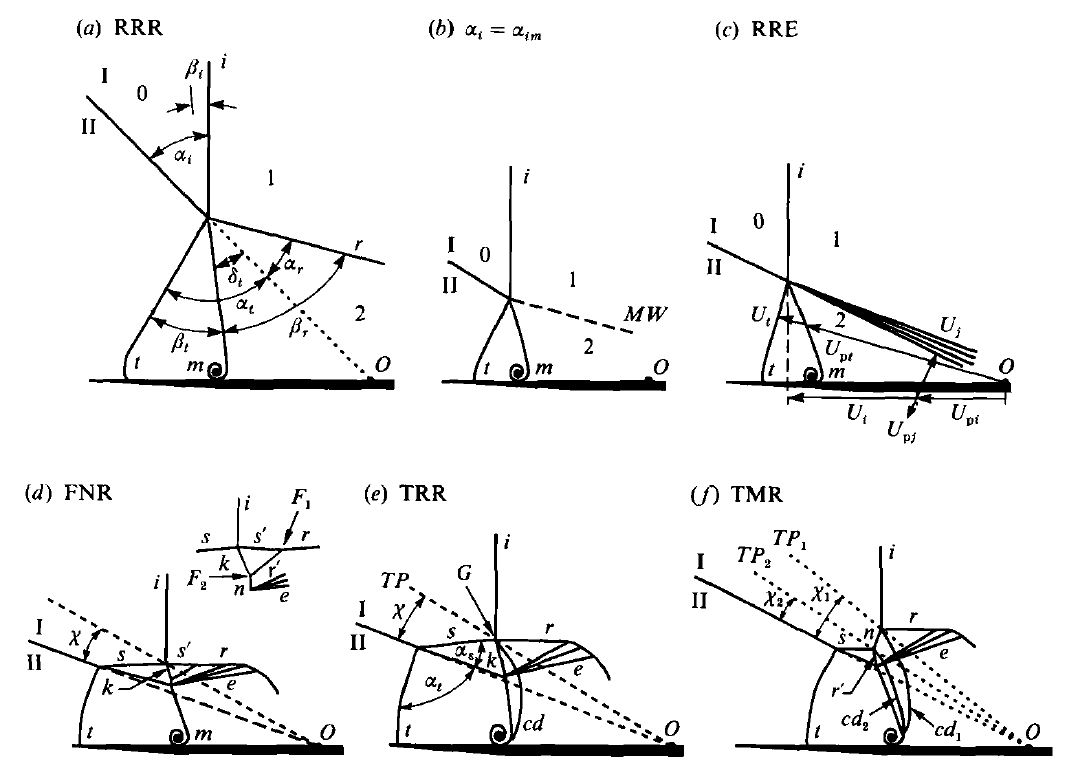 (a) RRR
I
0
βᵢ
i
II
αᵢ
1
r
δₜ
αᵣ
αₜ
2
βₜ
βᵣ
t
m
O
(b) αᵢ = αᵢₘ
i
I
0
II
1
MW
2
t
m
O
(c) RRE
i
0
I
1
II
Uₜ
2
Uⱼ
Uₚₜ
t
m
O
Uᵢ
Uₚᵢ
Uₚⱼ
(d) FNR
i
F₁
s
s′
r
k
F₂
r′
n
e
i
I
χ
II
s
s′
r
k
e
t
m
O
(e) TRR
i
G
TP
I
χ
II
s
r
αₛ
k
e
αₜ
cd
t
O
(f) TMR
TP₁
TP₂
i
I
II
χ₂
χ₁
r
s
n
e
r′
cd₂
cd₁
t
O